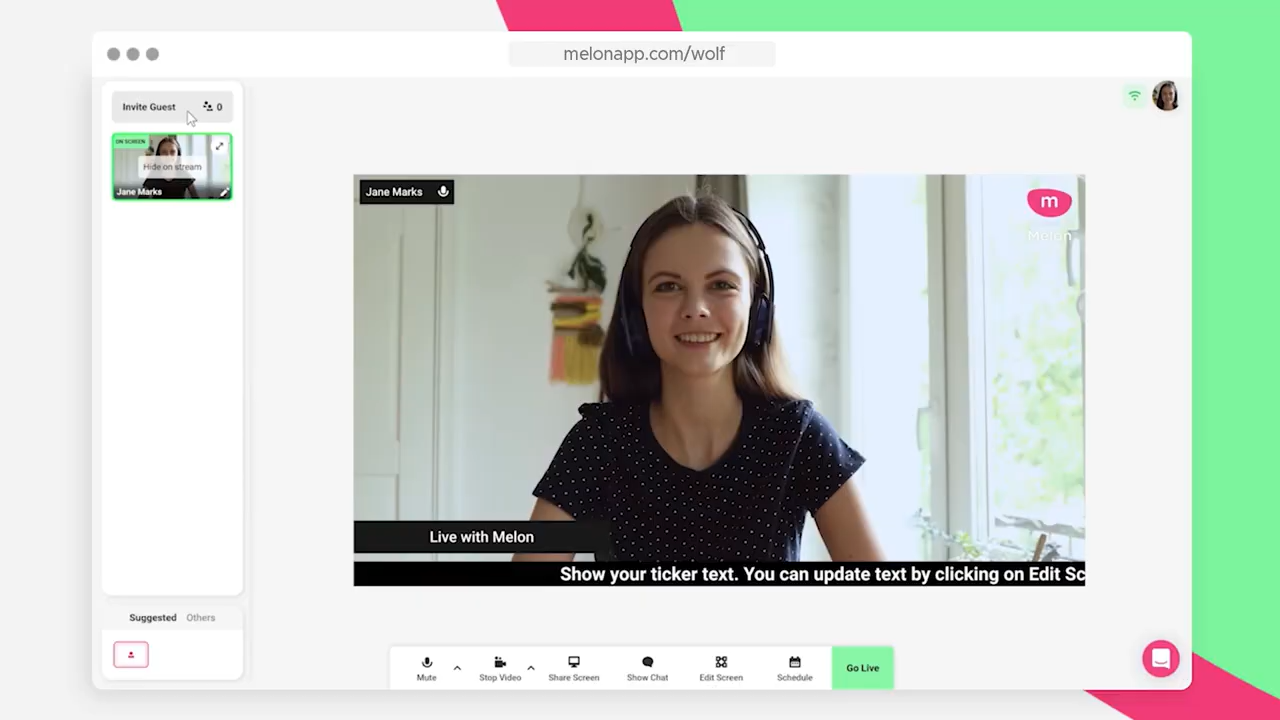 melonapp.com/wolf
Invite Guest 0
ON SCREEN
Hide on stream
Jane Marks
Jane Marks
m
Melon
Live with Melon
Show your ticker text. You can update text by clicking on Edit Sc
Suggested Others
Mute Stop Video Share Screen Show Chat Edit Screen Schedule Go Live